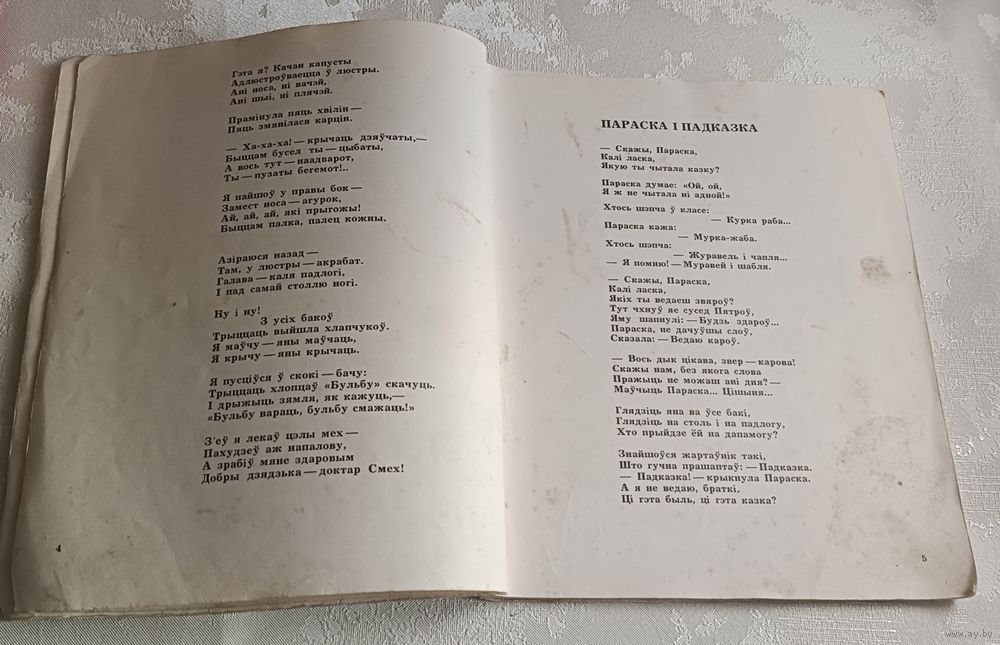 Гэта я? Качан капусты
Адлюстроўваецца ў люстры.
Ані носа, ні вачэй,
Ані шыі, ні плячэй.
Прамінула пяць хвілін —
Пяць змянілася карцін.
— Ха-ха-ха! — крычаць дзяўчаты,—
Быццам бусел ты — цыбаты,
А вось тут — наадварот,
Ты — пузаты бегемот!..
Я пайшоў у правы бок —
Замест носа — агурок,
Ай, ай, ай, які прыгожы!
Быццам палка, палец кожны.
Азіраюся назад —
Там, у люстры — акрабат.
Галава — каля падлогі,
І пад самай столлю ногі.
Ну і ну!
З усіх бакоў
Трыццаць выйшла хлапчукоў.
Я маўчу — яны маўчаць,
Я крычу — яны крычаць.
Я пусціўся ў скокі — бачу:
Трыццаць хлопцаў «Бульбу» скачуць.
І дрыжыць зямля, як кажуць,—
«Бульбу вараць, бульбу смажаць!»
З'еў я лекаў цэлы мех —
Пахудзеў аж напалову,
А зрабіў мяне здаровым
Добры дзядзька — доктар Смех!
4
ПАРАСКА І ПАДКАЗКА
— Скажы, Параска,
Калі ласка,
Якую ты чытала казку?
Параска думае: «Ой, ой,
Я ж не чытала ні адной!»
Хтось шэпча ў класе:
— Курка раба...
Параска кажа:
— Мурка-жаба.
Хтось шэпча:
— Журавель і чапля...
— Я помню! — Муравей і шабля.
— Скажы, Параска,
Калі ласка,
Якіх ты ведаеш звяроў?
Тут чхнуў яе сусед Пятроў,
Яму шапнулі: — Будзь здароў...
Параска, не дачуўшы слоў,
Сказала: — Ведаю кароў.
— Вось дык цікава, звер — карова!
Скажы нам, без якога слова
Пражыць не можаш ані дня? —
Маўчыць Параска... Цішыня...
Глядзіць яна ва ўсе бакі,
Глядзіць на столь і на падлогу,
Хто прыйдзе ёй на дапамогу?
Знайшоўся жартаўнік такі,
Што гучна прашаптаў: — Падказка.
— Падказка! — крыкнула Параска.
А я не ведаю, браткі,
Ці гэта быль, ці гэта казка?
5
www.ay.by